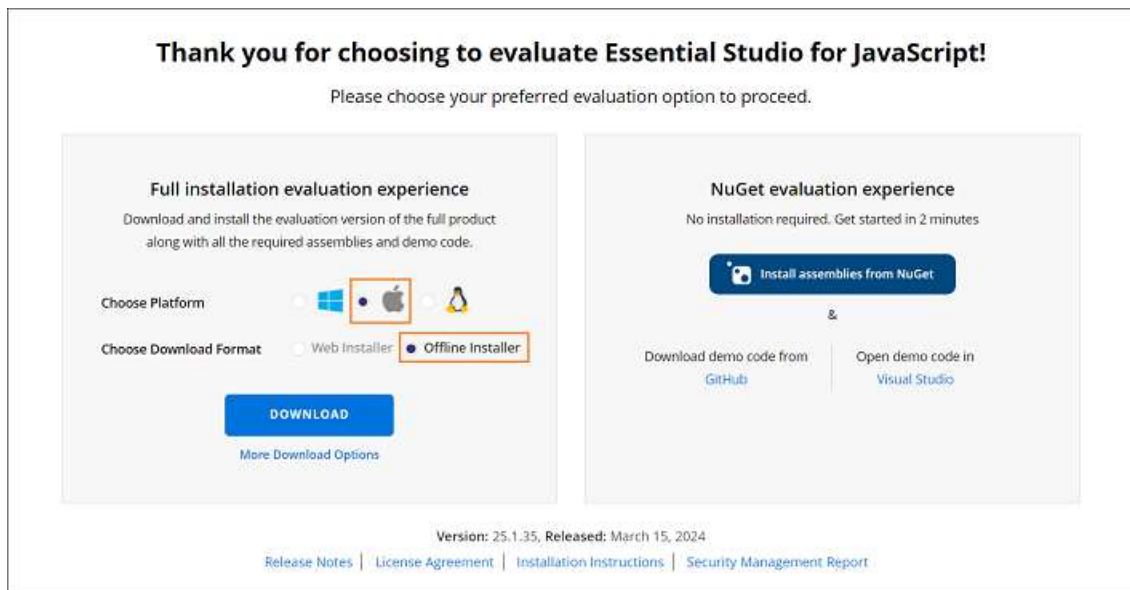 Thank you for choosing to evaluate Essential Studio for JavaScript!
Please choose your preferred evaluation option to proceed.
Full installation evaluation experience
Download and install the evaluation version of the full product
along with all the required assemblies and demo code.
Choose Platform
Choose Download Format
Web Installer
Offline Installer
DOWNLOAD
More Download Options
NuGet evaluation experience
No installation required. Get started in 2 minutes
Install assemblies from NuGet
&
Download demo code from
GitHub
Open demo code in
Visual Studio
Version: 25.1.35, Released: March 15, 2024
Release Notes | License Agreement | Installation Instructions | Security Management Report